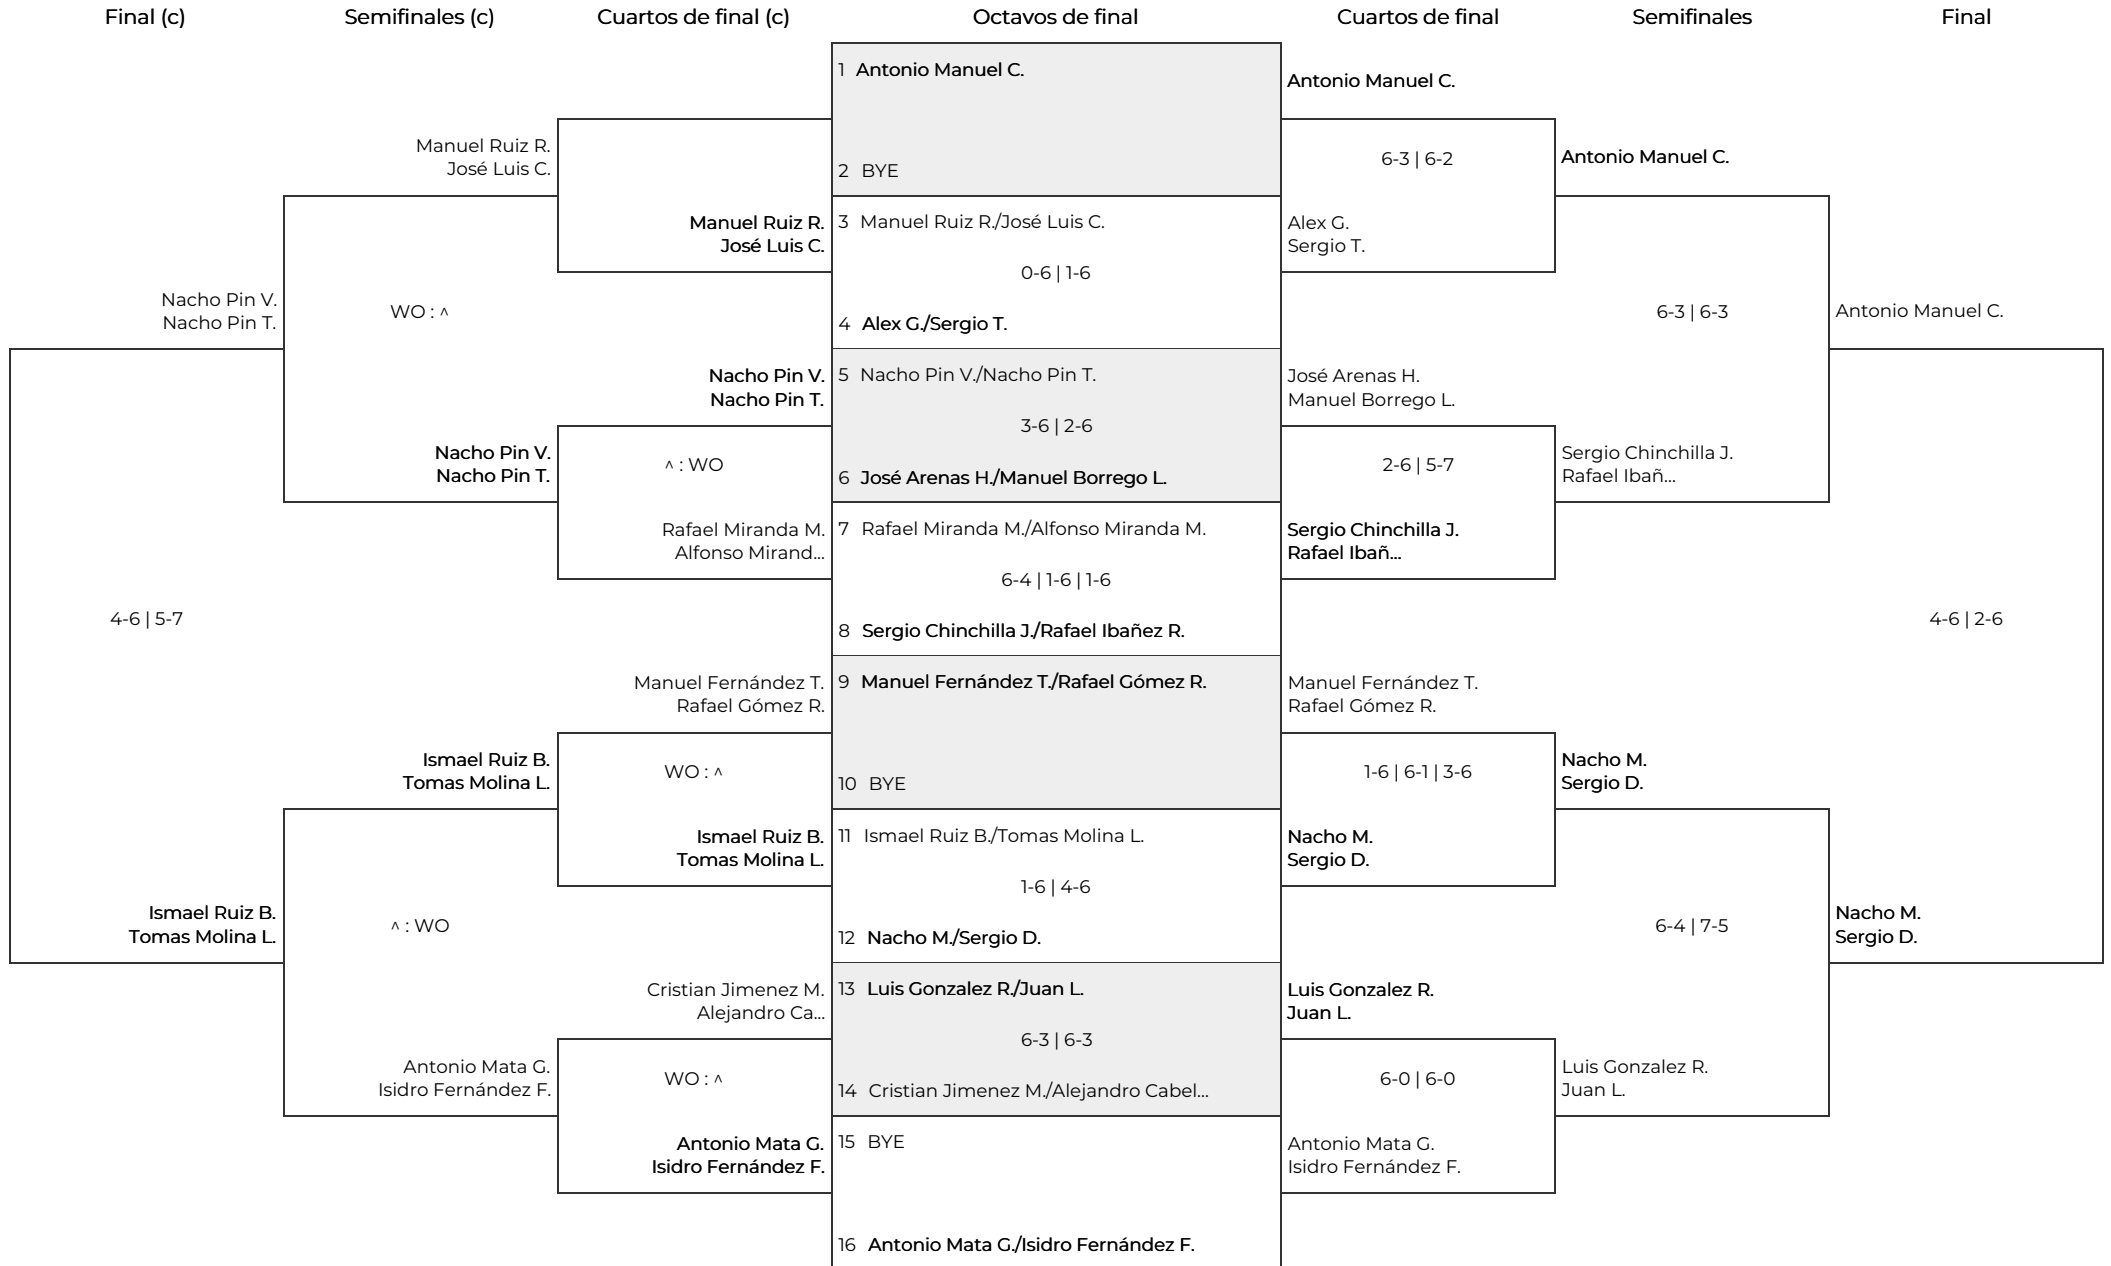 Final (c)
Semifinales (c)
Cuartos de final (c)
Octavos de final
Cuartos de final
Semifinales
Final
Nacho Pin V.
Nacho Pin T.
4-6 | 5-7
Ismael Ruiz B.
Tomas Molina L.
Manuel Ruiz R.
José Luis C.
WO : ^
Nacho Pin V.
Nacho Pin T.
Ismael Ruiz B.
Tomas Molina L.
^ : WO
Antonio Mata G.
Isidro Fernández F.
Manuel Ruiz R.
José Luis C.
Nacho Pin V.
Nacho Pin T.
^ : WO
Rafael Miranda M.
Alfonso Mirand...
Manuel Fernández T.
Rafael Gómez R.
WO : ^
Ismael Ruiz B.
Tomas Molina L.
Cristian Jimenez M.
Alejandro Ca...
WO : ^
Antonio Mata G.
Isidro Fernández F.
1 Antonio Manuel C.
2 BYE
3 Manuel Ruiz R./José Luis C.
0-6 | 1-6
4 Alex G./Sergio T.
5 Nacho Pin V./Nacho Pin T.
3-6 | 2-6
6 José Arenas H./Manuel Borrego L.
7 Rafael Miranda M./Alfonso Miranda M.
6-4 | 1-6 | 1-6
8 Sergio Chinchilla J./Rafael Ibañez R.
9 Manuel Fernández T./Rafael Gómez R.
10 BYE
11 Ismael Ruiz B./Tomas Molina L.
1-6 | 4-6
12 Nacho M./Sergio D.
13 Luis Gonzalez R./Juan L.
6-3 | 6-3
14 Cristian Jimenez M./Alejandro Cabel...
15 BYE
16 Antonio Mata G./Isidro Fernández F.
Antonio Manuel C.
6-3 | 6-2
Alex G.
Sergio T.
José Arenas H.
Manuel Borrego L.
2-6 | 5-7
Sergio Chinchilla J.
Rafael Ibañ...
Manuel Fernández T.
Rafael Gómez R.
1-6 | 6-1 | 3-6
Nacho M.
Sergio D.
Luis Gonzalez R.
Juan L.
6-0 | 6-0
Antonio Mata G.
Isidro Fernández F.
Antonio Manuel C.
6-3 | 6-3
Sergio Chinchilla J.
Rafael Ibañ...
Nacho M.
Sergio D.
6-4 | 7-5
Luis Gonzalez R.
Juan L.
Antonio Manuel C.
4-6 | 2-6
Nacho M.
Sergio D.